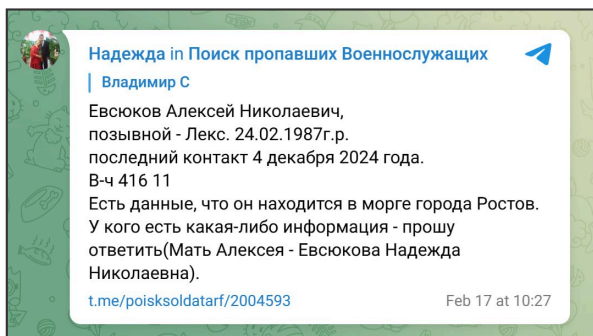 Надежда in Поиск пропавших Военнослужащих
Владимир С
Евсюков Алексей Николаевич,
позывной - Лекс. 24.02.1987г.р.
последний контакт 4 декабря 2024 года.
В-ч 416 11
Есть данные, что он находится в морге города Ростов.
У кого есть какая-либо информация - прошу
ответить(Мать Алексея - Евсюкова Надежда
Николаевна).
t.me/poisksoldatarf/2004593 Feb 17 at 10:27